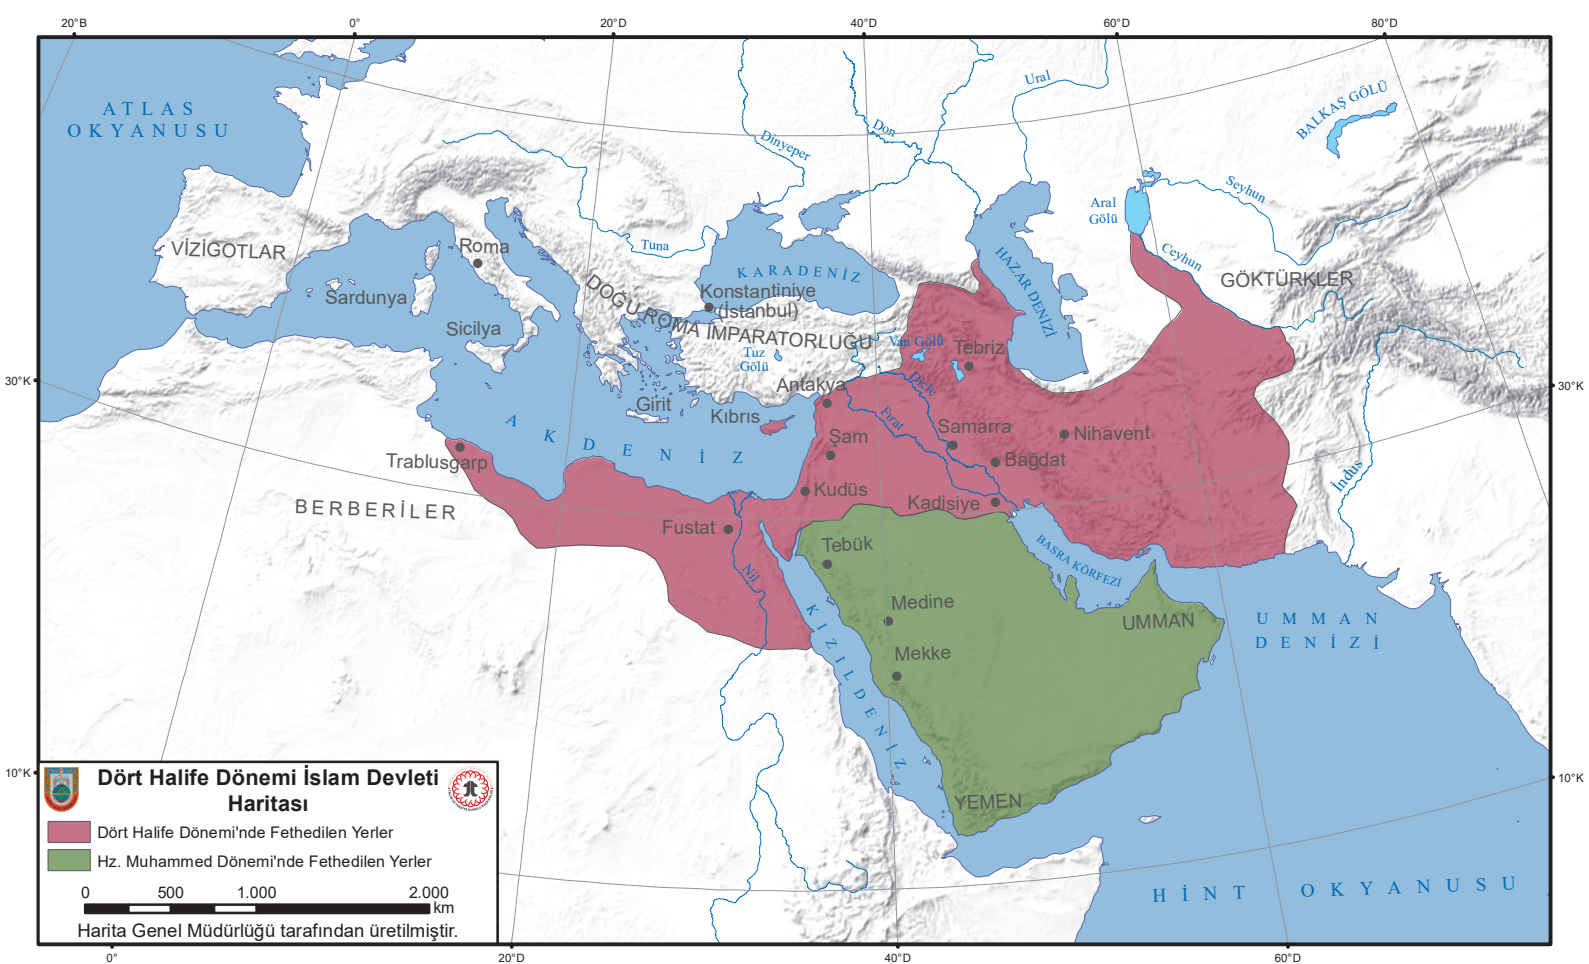 20°B
0°
20°D
40°D
60°D
80°D
ATLAS
OKYANUSU
Ural
BALKAŞ GÖLÜ
Dinyeper
Don
Seyhun
Aral
Gölü
VİZİGOTLAR
Roma
Tuna
KARADENİZ
HAZAR DENİZİ
Ceyhun
GÖKTÜRKLER
Sardunya
Konstantiniye
(İstanbul)
DOĞU ROMA İMPARATORLUĞU
Sicilya
Tuz
Gölü
Van Gölü
Tebriz
30°K
30°K
Antakya
Dicle
Girit
Kıbrıs
Fırat
AKDENİZ
Şam
Samarra
Nihavent
Trablusgarp
Bağdat
İndus
Kudüs
Kadisiye
BERBERİLER
Fustat
Tebük
BASRA KÖRFEZİ
Nil
Medine
KIZILDENİZ
UMMAN
UMMAN
DENİZİ
Mekke
10°K
10°K
YEMEN
HİNT OKYANUSU
Dört Halife Dönemi İslam Devleti
Haritası
Dört Halife Dönemi'nde Fethedilen Yerler
Hz. Muhammed Dönemi'nde Fethedilen Yerler
0 500 1.000 2.000
km
Harita Genel Müdürlüğü tarafından üretilmiştir.
0°
20°D
40°D
60°D